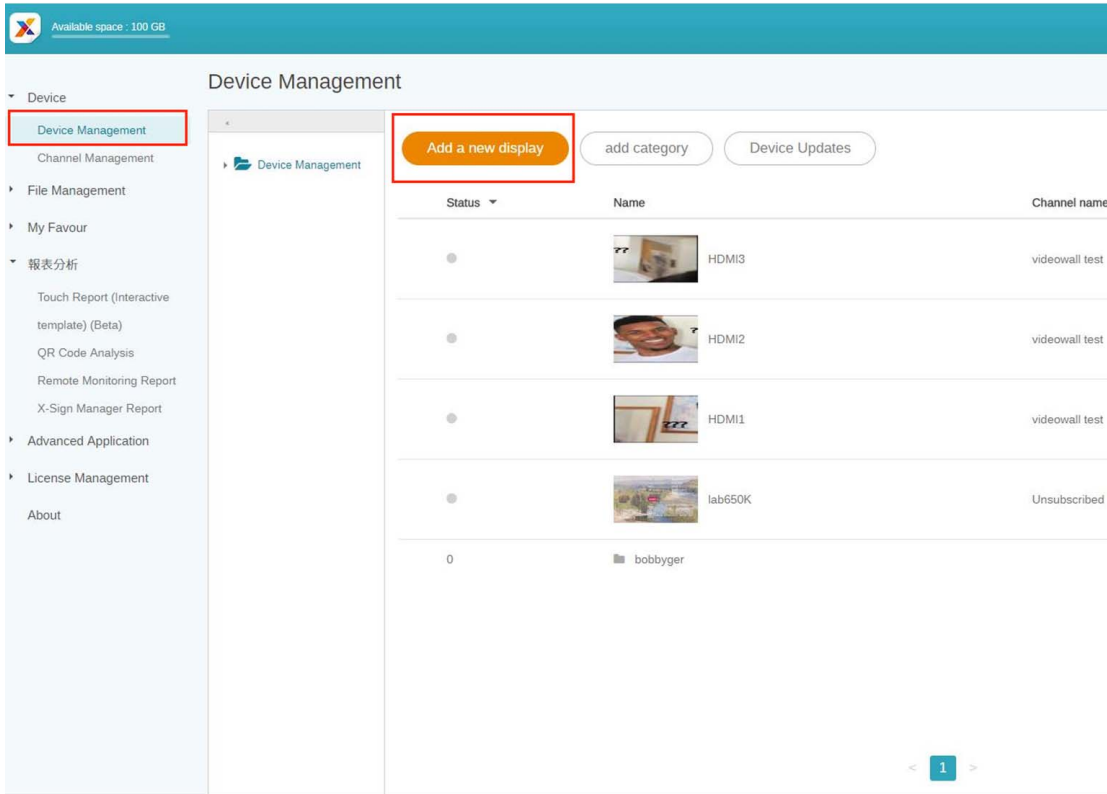 Available space : 100 GB
Device Management
Device
Device Management
Channel Management
File Management
My Favour
報表分析
Touch Report (Interactive
template) (Beta)
QR Code Analysis
Remote Monitoring Report
X-Sign Manager Report
Advanced Application
License Management
About
Device Management
Add a new display add category Device Updates
Status Name Channel name
?? HDMI3 videowall test
? HDMI2 videowall test
??? HDMI1 videowall test
lab650K Unsubscribed
0 bobbyger
< 1 >